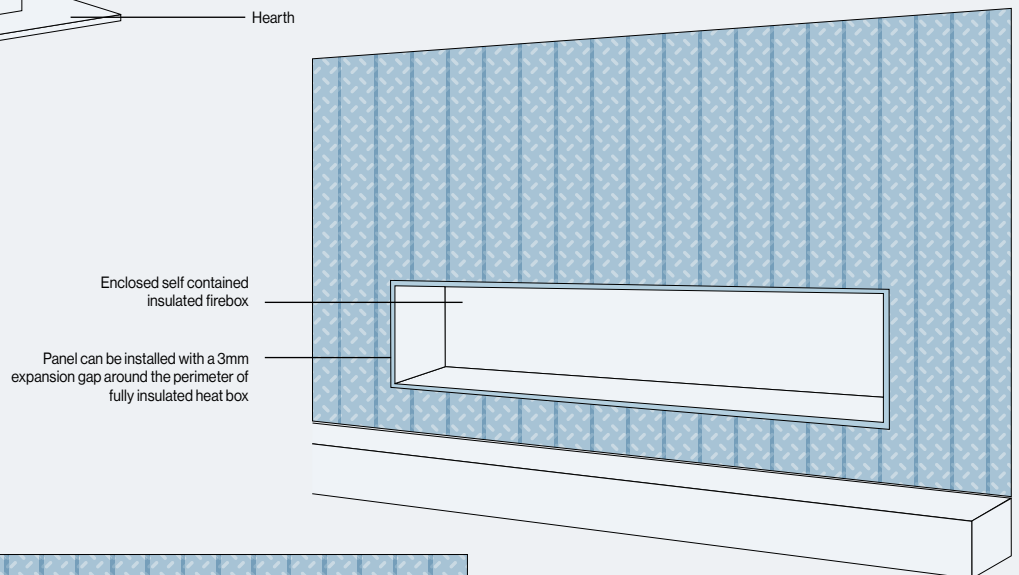 Hearth
Enclosed self contained
insulated firebox
Panel can be installed with a 3mm
expansion gap around the perimeter of
fully insulated heat box